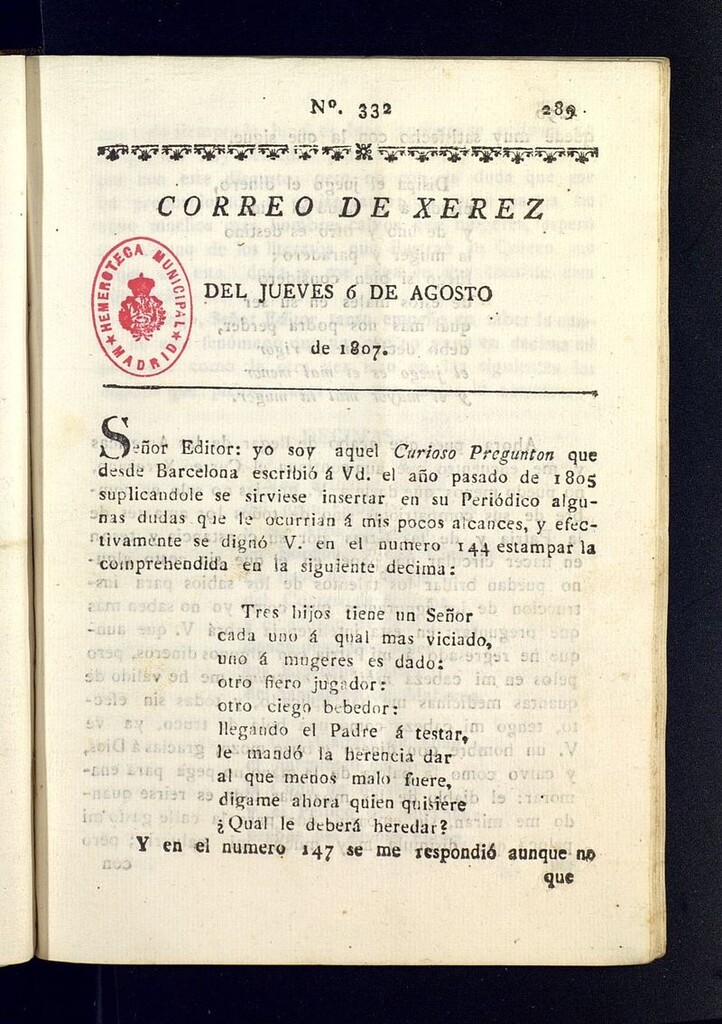 Nº. 332 289.
CORREO DE XEREZ
HEMEROTECA MUNICIPAL
★ MADRID ★
DEL JUEVES 6 DE AGOSTO
de 1807.
Señor Editor: yo soy aquel Curioso Pregunton que
desde Barcelona escribió á Vd. el año pasado de 1805
suplicandole se sirviese insertar en su Periódico algu-
nas dudas que le ocurrian á mis pocos alcances, y efec-
tivamente se dignó V. en el numero 144 estampar la
comprehendida en la siguiente decima:
Tres hijos tiene un Señor
cada uno á qual mas viciado,
uno á mugeres es dado:
otro fiero jugador:
otro ciego bebedor:
llegando el Padre á testar,
le mandó la herencia dar
al que menos malo fuere,
digame ahora quien quisiere
¿Qual le deberá heredar?
Y en el numero 147 se me respondió aunque no
que